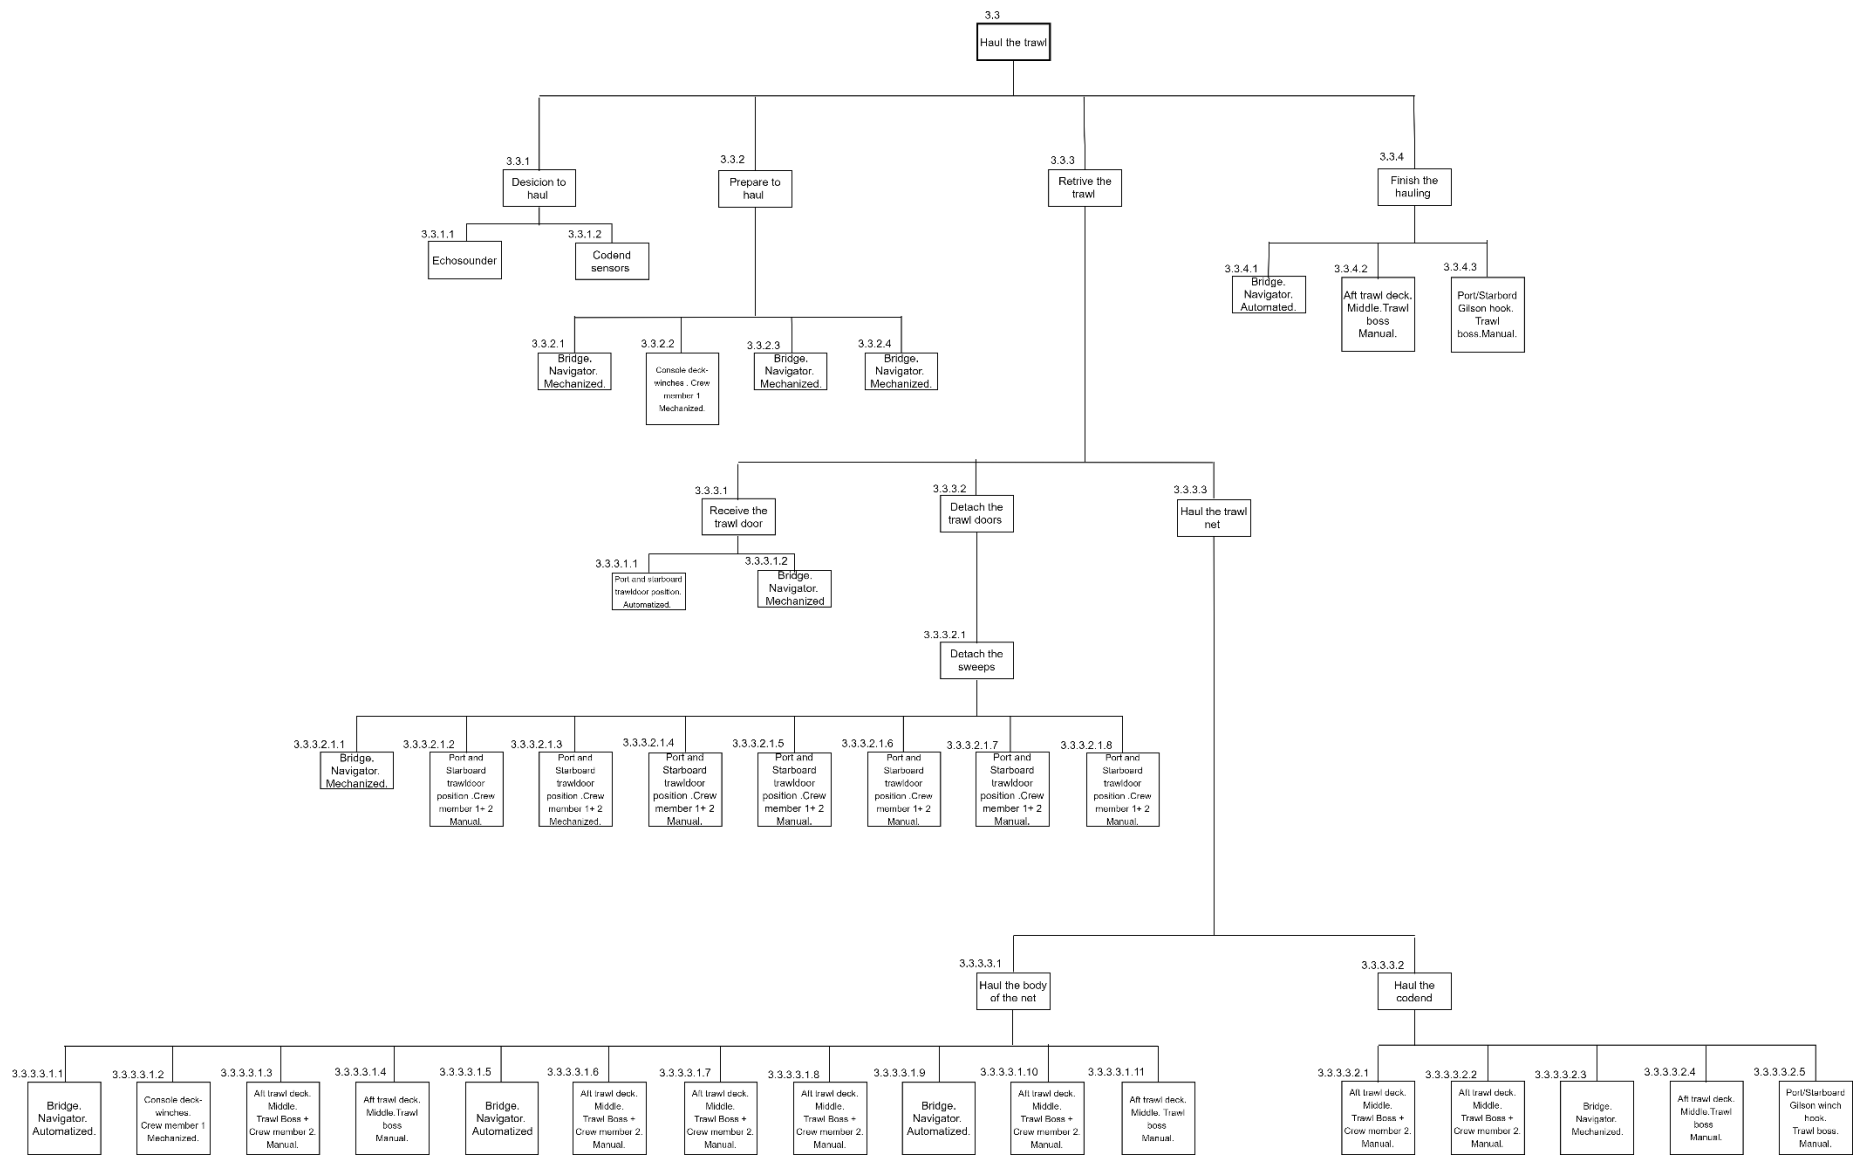 3.3
Haul the trawl
3.3.1
Desicion to
haul
3.3.2
Prepare to
haul
3.3.3
Retrive the
trawl
3.3.4
Finish the
hauling
3.3.1.1
Echosounder
3.3.1.2
Codend
sensors
3.3.4.1
Bridge.
Navigator.
Automated.
3.3.4.2
Aft trawl deck.
Middle.Trawl
boss
Manual.
3.3.4.3
Port/Starbord
Gilson hook.
Trawl
boss.Manual.
3.3.2.1
Bridge.
Navigator.
Mechanized.
3.3.2.2
Console deck-
winches . Crew
member 1
Mechanized.
3.3.2.3
Bridge.
Navigator.
Mechanized.
3.3.2.4
Bridge.
Navigator.
Mechanized.
3.3.3.1
Receive the
trawl door
3.3.3.2
Detach the
trawl doors
3.3.3.3
Haul the trawl
net
3.3.3.1.1
Port and starboard
trawldoor position.
Automatized.
3.3.3.1.2
Bridge.
Navigator.
Mechanized
3.3.3.2.1
Detach the
sweeps
3.3.3.2.1.1
Bridge.
Navigator.
Mechanized.
3.3.3.2.1.2
Port and
Starboard
trawldoor
position .Crew
member 1+ 2
Manual.
3.3.3.2.1.3
Port and
Starboard
trawldoor
position .Crew
member 1+ 2
Mechanized.
3.3.3.2.1.4
Port and
Starboard
trawldoor
position .Crew
member 1+ 2
Manual.
3.3.3.2.1.5
Port and
Starboard
trawldoor
position .Crew
member 1+ 2
Manual.
3.3.3.2.1.6
Port and
Starboard
trawldoor
position .Crew
member 1+ 2
Manual.
3.3.3.2.1.7
Port and
Starboard
trawldoor
position .Crew
member 1+ 2
Manual.
3.3.3.2.1.8
Port and
Starboard
trawldoor
position .Crew
member 1+ 2
Manual.
3.3.3.3.1
Haul the body
of the net
3.3.3.3.2
Haul the
codend
3.3.3.3.1.1
Bridge.
Navigator.
Automatized.
3.3.3.3.1.2
Console deck-
winches.
Crew member 1
Mechanized.
3.3.3.3.1.3
Aft trawl deck.
Middle.
Trawl Boss +
Crew member 2.
Manual.
3.3.3.3.1.4
Aft trawl deck.
Middle.Trawl
boss
Manual.
3.3.3.3.1.5
Bridge.
Navigator.
Automatized
3.3.3.3.1.6
Aft trawl deck.
Middle.
Trawl Boss +
Crew member 2.
Manual.
3.3.3.3.1.7
Aft trawl deck.
Middle.
Trawl Boss +
Crew member 2.
Manual.
3.3.3.3.1.8
Aft trawl deck.
Middle.
Trawl Boss +
Crew member 2.
Manual.
3.3.3.3.1.9
Bridge.
Navigator.
Automatized.
3.3.3.3.1.10
Aft trawl deck.
Middle.
Trawl Boss +
Crew member 2.
Manual.
3.3.3.3.1.11
Aft trawl deck.
Middle. Trawl
boss
Manual.
3.3.3.3.2.1
Aft trawl deck.
Middle.
Trawl Boss +
Crew member 2.
Manual.
3.3.3.3.2.2
Aft trawl deck.
Middle.
Trawl Boss +
Crew member 2.
Manual.
3.3.3.3.2.3
Bridge.
Navigator.
Mechanized.
3.3.3.3.2.4
Aft trawl deck.
Middle.Trawl
boss
Manual.
3.3.3.3.2.5
Port/Starboard
Gilson winch
hook.
Trawl boss.
Manual.